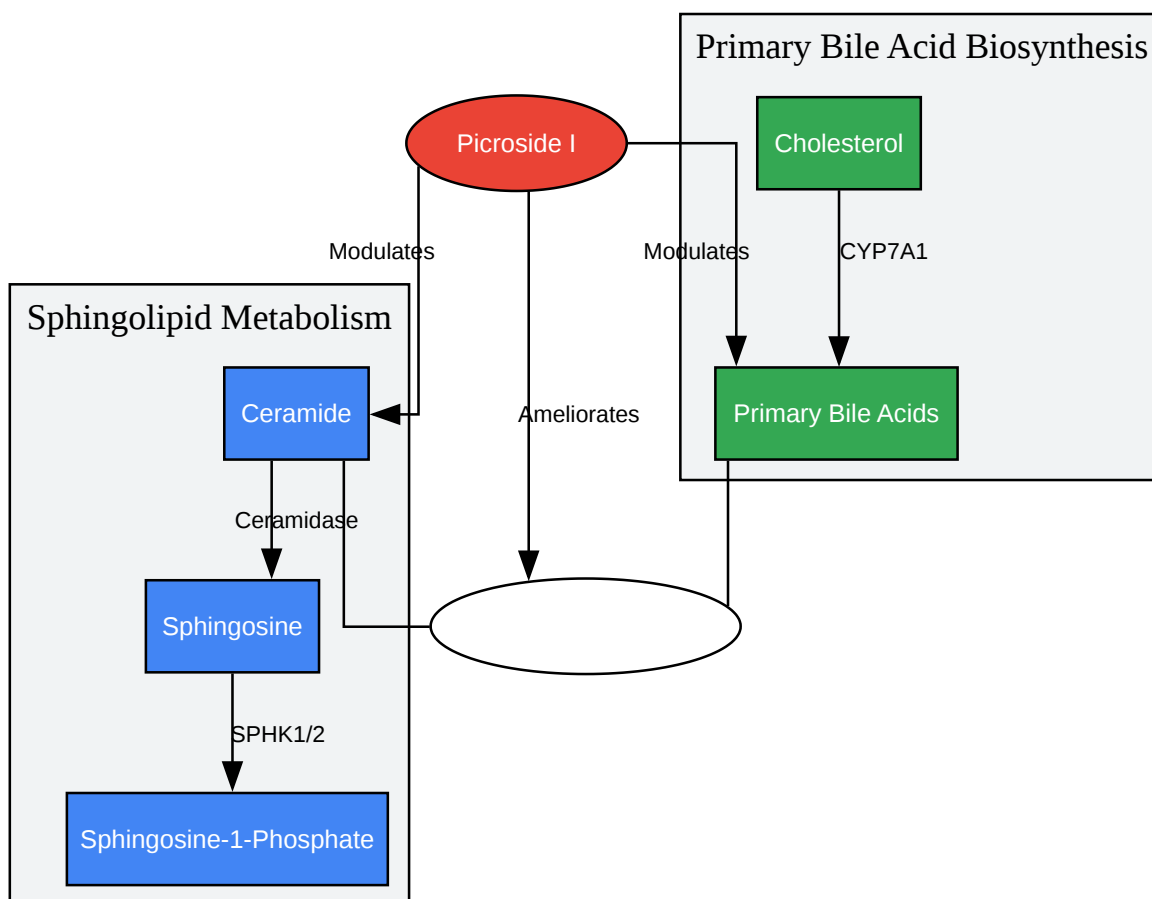 Primary Bile Acid Biosynthesis
Picroside I
Cholesterol
Modulates
Modulates
CYP7A1
Sphingolipid Metabolism
Ceramide
Ameliorates
Primary Bile Acids
Ceramidase
Sphingosine
SPHK1/2
Sphingosine-1-Phosphate